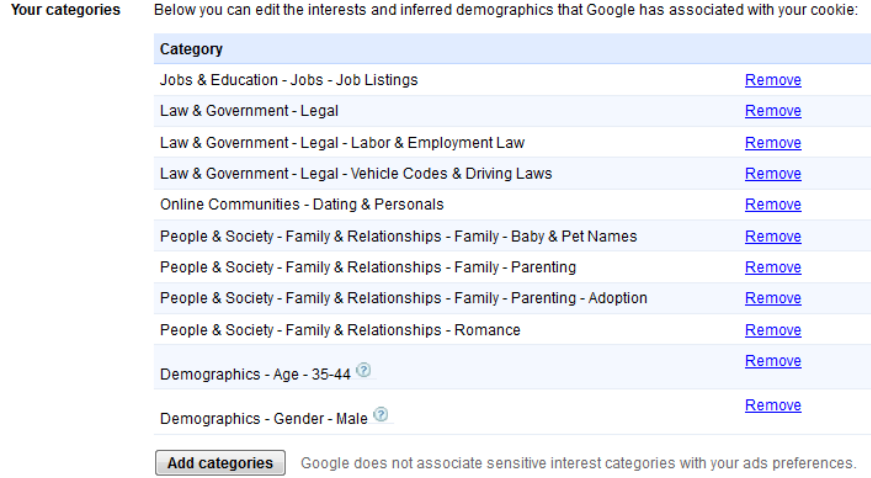 Your categories Below you can edit the interests and inferred demographics that Google has associated with your cookie:
Category
Jobs & Education - Jobs - Job Listings Remove
Law & Government - Legal Remove
Law & Government - Legal - Labor & Employment Law Remove
Law & Government - Legal - Vehicle Codes & Driving Laws Remove
Online Communities - Dating & Personals Remove
People & Society - Family & Relationships - Family - Baby & Pet Names Remove
People & Society - Family & Relationships - Family - Parenting Remove
People & Society - Family & Relationships - Family - Parenting - Adoption Remove
People & Society - Family & Relationships - Romance Remove
Demographics - Age - 35-44 ? Remove
Demographics - Gender - Male ? Remove
Add categories Google does not associate sensitive interest categories with your ads preferences.